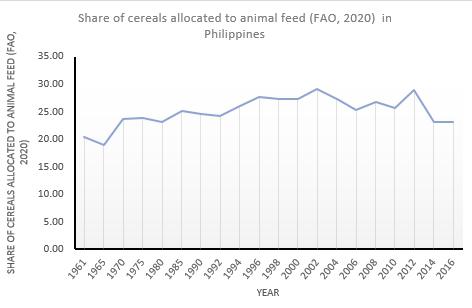 Share of cereals allocated to animal feed (FAO, 2020)  in
Philippines
SHARE OF CEREALS ALLOCATED TO ANIMAL FEED (FAO,
2020)
35.00
30.00
25.00
20.00
15.00
10.00
5.00
0.00
1961 1965 1970 1975 1980 1985 1990 1992 1994 1996 1998 2000 2002 2004 2006 2008 2010 2012 2014 2016
YEAR